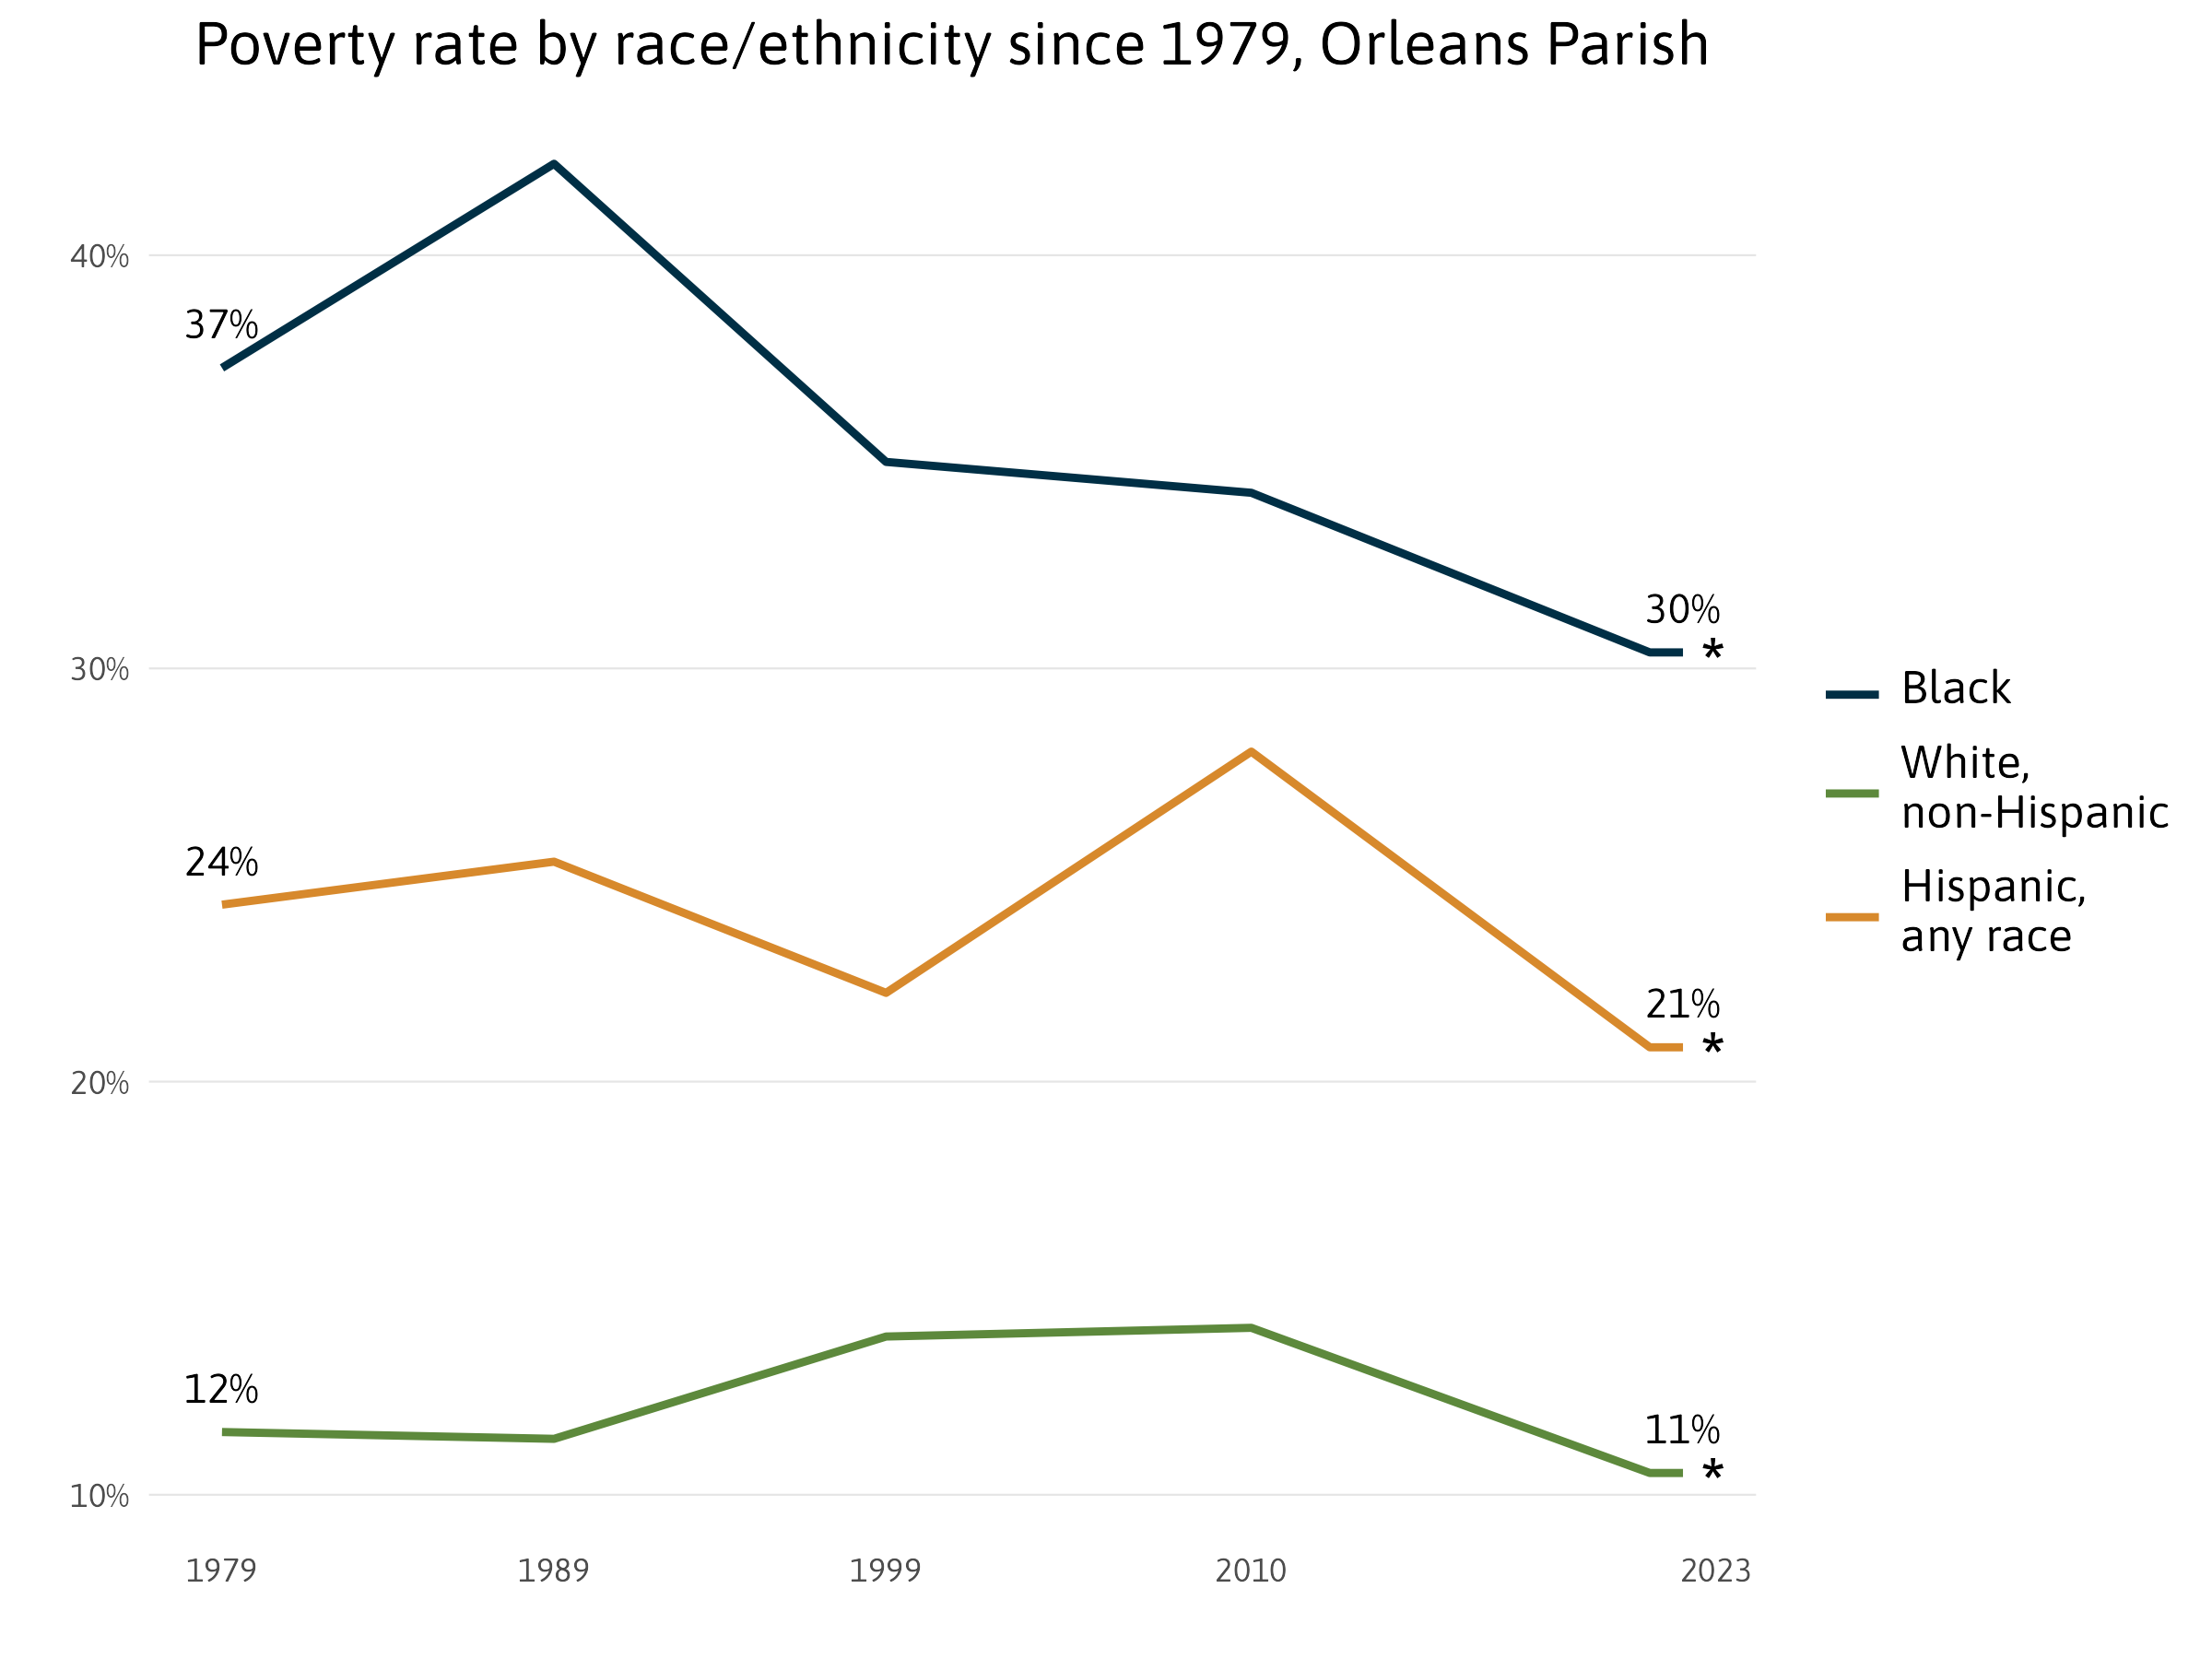 Poverty rate by race/ethnicity since 1979, Orleans Parish
40%
37%
30%
*
30%
Black
White,
non-Hispanic
Hispanic,
any race
24%
21%
*
20%
12%
11%
*
10%
1979 1989 1999 2010 2023